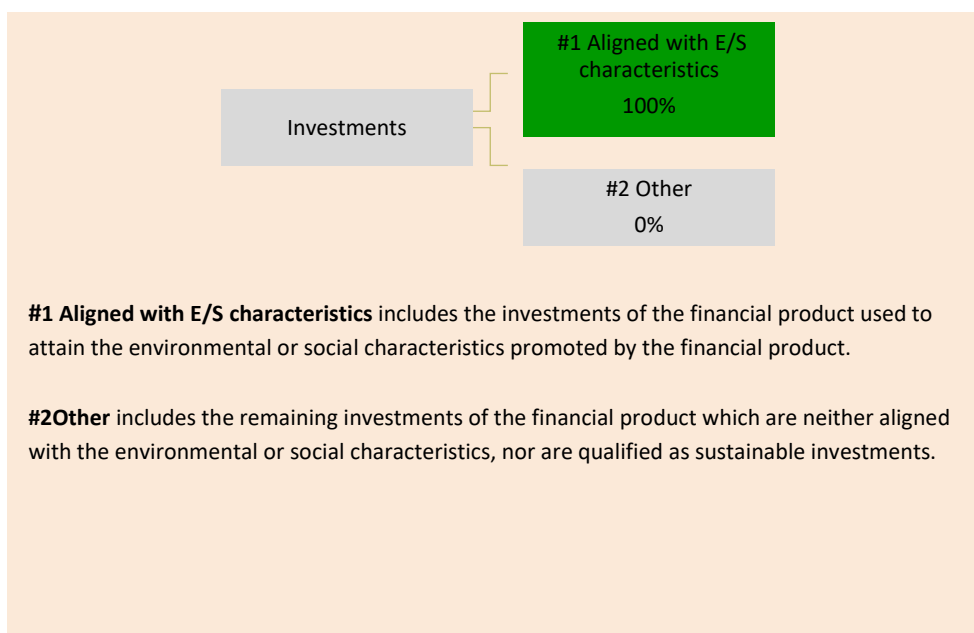 #1 Aligned with E/S
characteristics
100%
Investments
#2 Other
0%
#1 Aligned with E/S characteristics includes the investments of the financial product used to
attain the environmental or social characteristics promoted by the financial product.
#2Other includes the remaining investments of the financial product which are neither aligned
with the environmental or social characteristics, nor are qualified as sustainable investments.